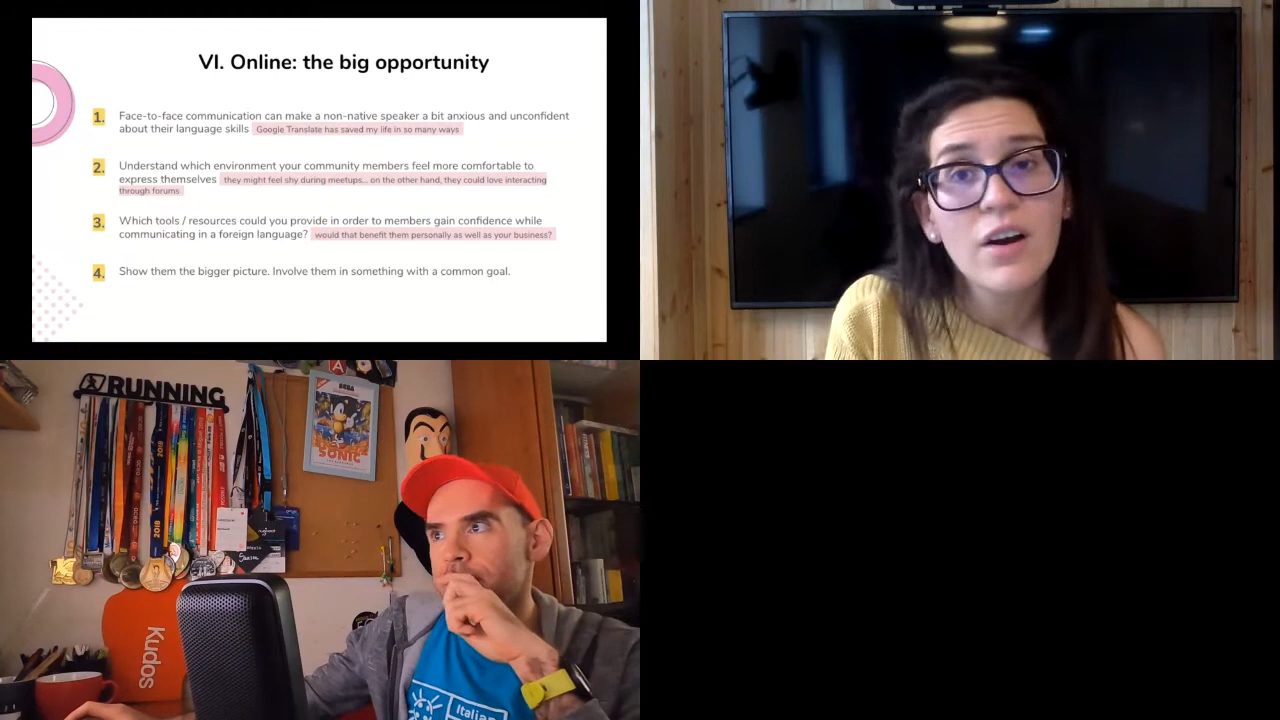 VI. Online: the big opportunity
1. Face-to-face communication can make a non-native speaker a bit anxious and unconfident
about their language skills Google Translate has saved my life in so many ways
2. Understand which environment your community members feel more comfortable to
express themselves they might feel shy during meetups... on the other hand, they could love interacting
through forums
3. Which tools / resources could you provide in order to members gain confidence while
communicating in a foreign language? would that benefit them personally as well as your business?
4. Show them the bigger picture. Involve them in something with a common goal.
RUNNING
SEGA
SONIC
2018
2018
Kudos
Italian